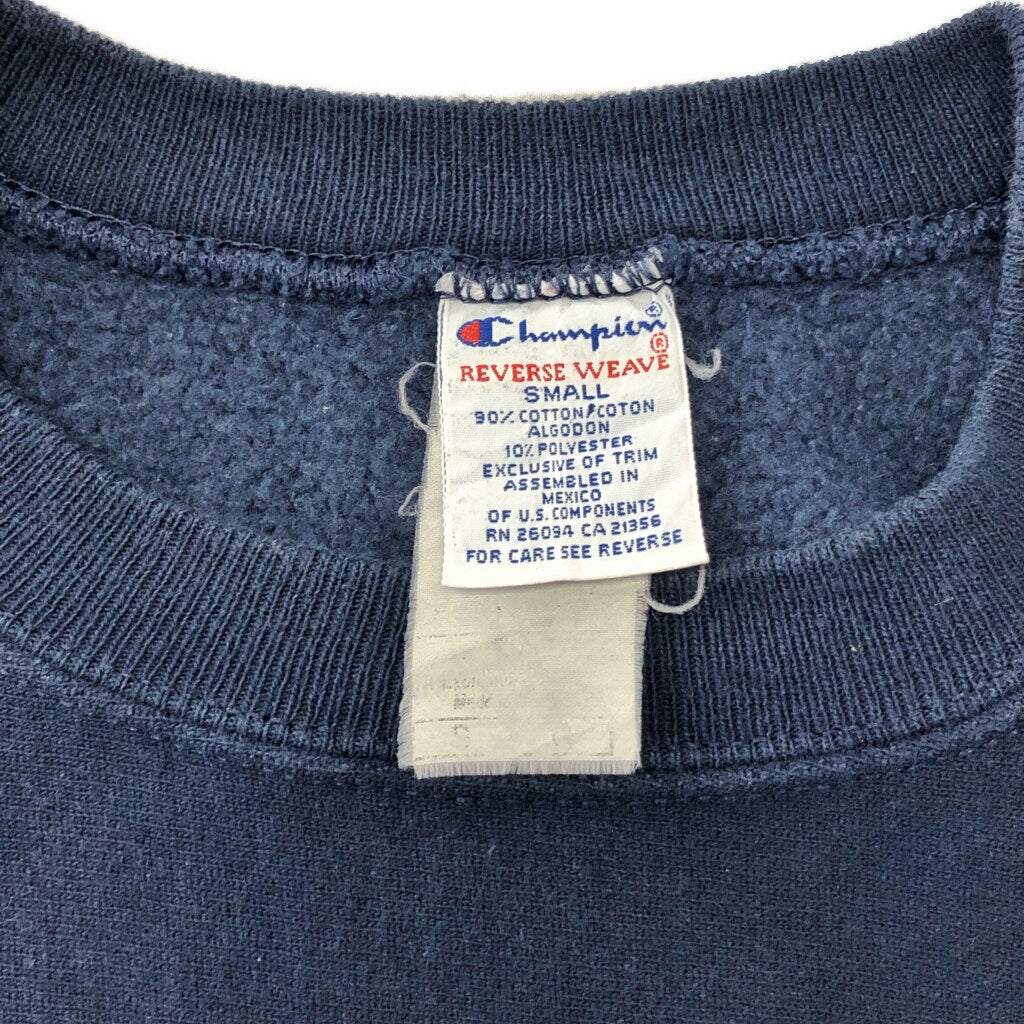 Champion®
REVERSE WEAVE®
SMALL
90% COTTON/COTON
ALGODON
10% POLYESTER
EXCLUSIVE OF TRIM
ASSEMBLED IN
MEXICO
OF U.S. COMPONENTS
RN 26094 CA 21356
FOR CARE SEE REVERSE